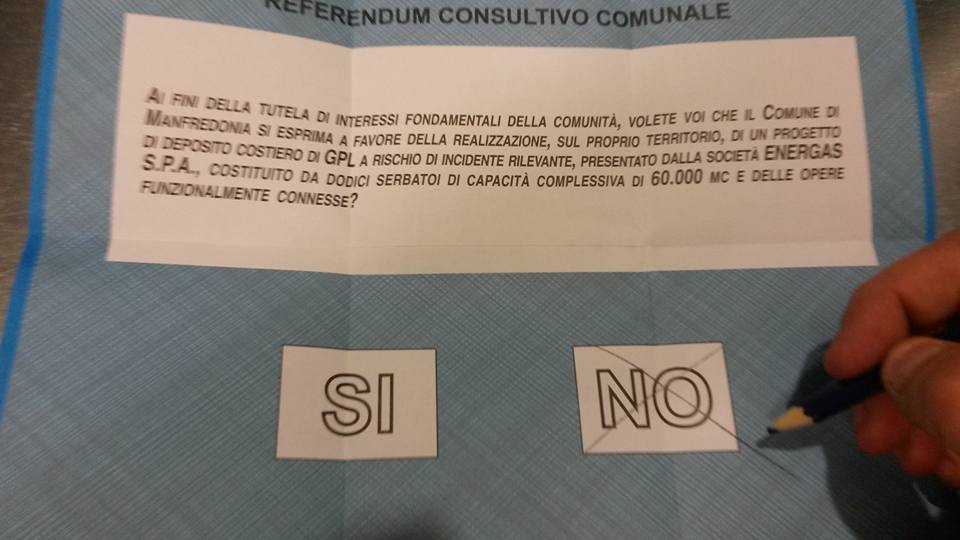 REFERENDUM CONSULTIVO COMUNALE
AI FINI DELLA TUTELA DI INTERESSI FONDAMENTALI DELLA COMUNITÀ, VOLETE VOI CHE IL COMUNE DI
MANFREDONIA SI ESPRIMA A FAVORE DELLA REALIZZAZIONE, SUL PROPRIO TERRITORIO, DI UN PROGETTO
DI DEPOSITO COSTIERO DI GPL A RISCHIO DI INCIDENTE RILEVANTE, PRESENTATO DALLA SOCIETÀ ENERGAS
S.P.A., COSTITUITO DA DODICI SERBATOI DI CAPACITÀ COMPLESSIVA DI 60.000 MC E DELLE OPERE
FUNZIONALMENTE CONNESSE?
SI
NO